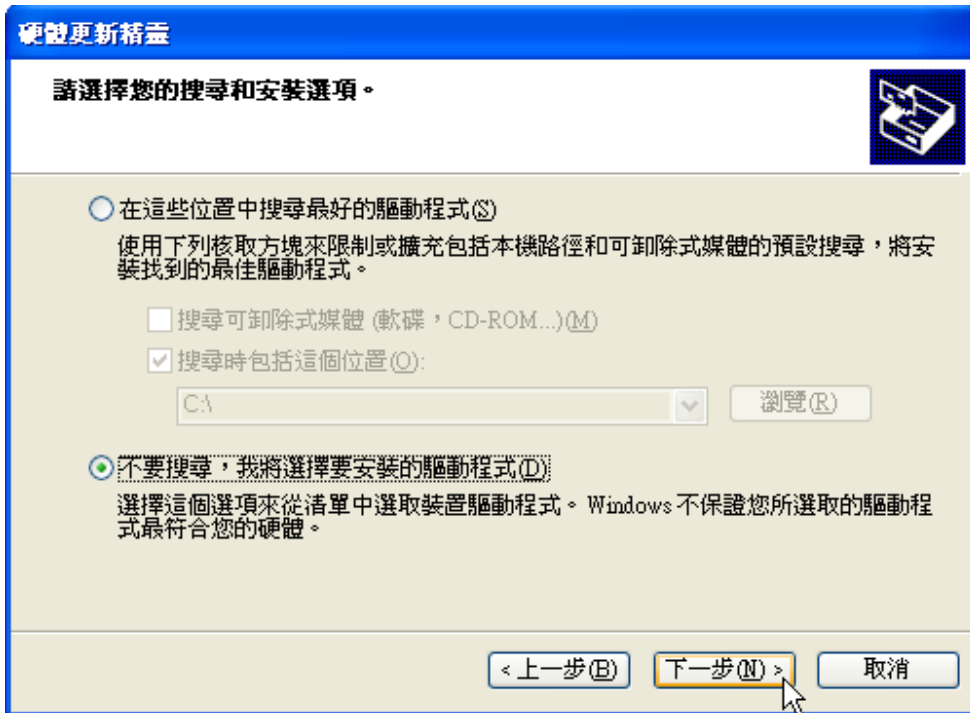 硬體更新精靈
請選擇您的搜尋和安裝選項。
在這些位置中搜尋最好的驅動程式(S)
使用下列核取方塊來限制或擴充包括本機路徑和可卸除式媒體的預設搜尋，將安
裝找到的最佳驅動程式。
搜尋可卸除式媒體 (軟碟，CD-ROM...)(M)
搜尋時包括這個位置(O):
C:\
瀏覽(R)
不要搜尋，我將選擇要安裝的驅動程式(D)
選擇這個選項來從清單中選取裝置驅動程式。Windows 不保證您所選取的驅動程
式最符合您的硬體。
< 上一步(B)
下一步(N) >
取消